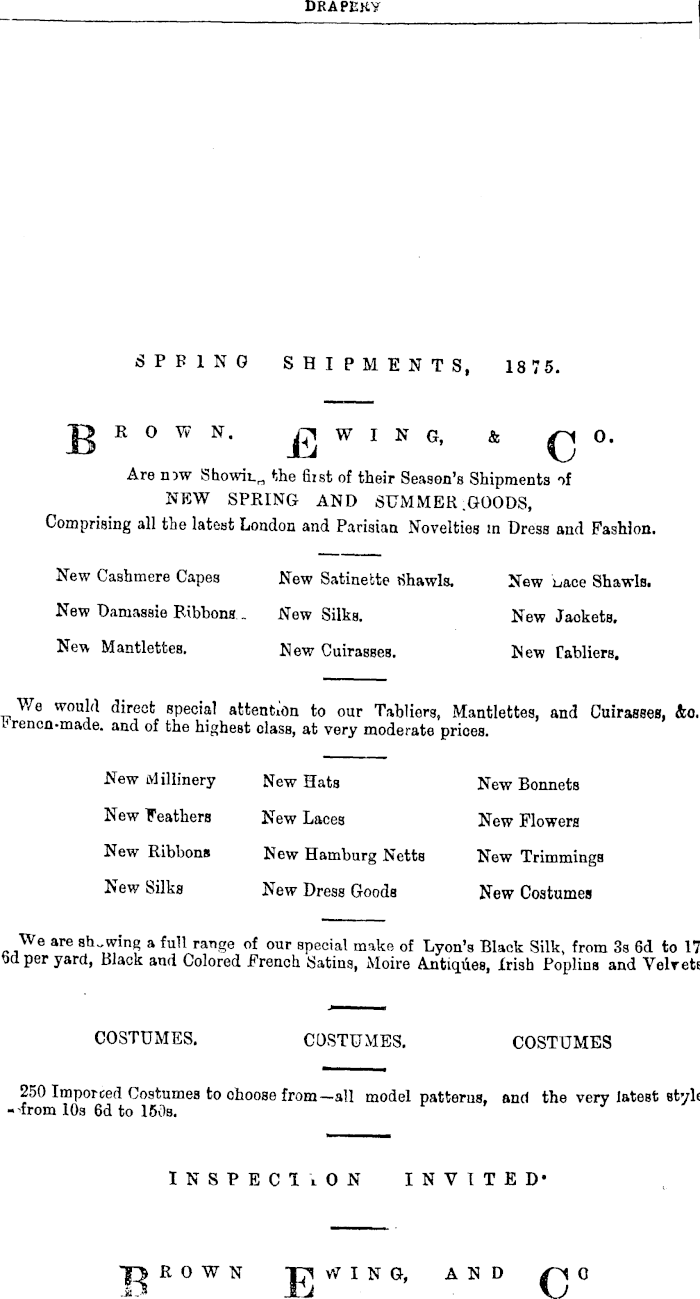 DRAPERY
SPRING SHIPMENTS, 1875.
BROWN. EWING, & CO.
Are now Showing the first of their Season's Shipments of
NEW SPRING AND SUMMER GOODS,
Comprising all the latest London and Parisian Novelties in Dress and Fashion.
New Cashmere Capes New Satinette Shawls. New Lace Shawls.
New Damassie Ribbons New Silks. New Jackets.
New Mantlettes. New Cuirasses. New Tabliers.
We would direct special attention to our Tabliers, Mantlettes, and Cuirasses, &c.
French-made. and of the highest class, at very moderate prices.
New Millinery New Hats New Bonnets
New Feathers New Laces New Flowers
New Ribbons New Hamburg Netts New Trimmings
New Silks New Dress Goods New Costumes
We are showing a full range of our special make of Lyon's Black Silk, from 3s 6d to 17
6d per yard, Black and Colored French Satins, Moire Antiques, Irish Poplins and Velvets
COSTUMES. COSTUMES. COSTUMES
250 Imported Costumes to choose from—all model patterns, and the very latest style
-from 10s 6d to 150s.
INSPECTION INVITED·
BROWN EWING, AND CO